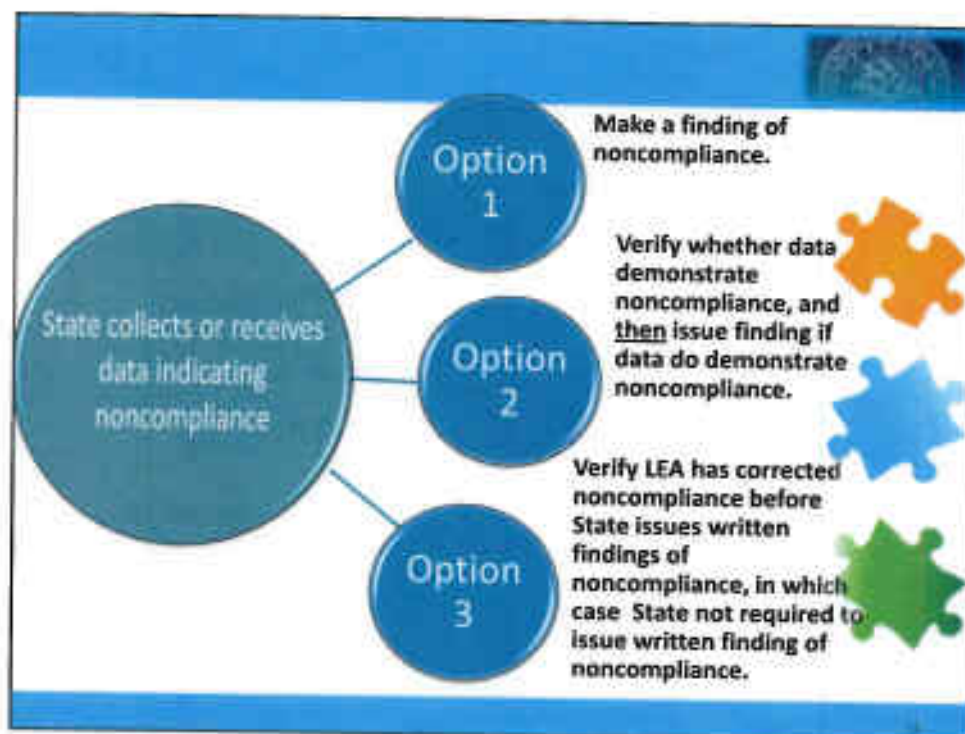 State collects or receives
data indicating
noncompliance
Option
1
Make a finding of
noncompliance.
Option
2
Verify whether data
demonstrate
noncompliance, and
then issue finding if
data do demonstrate
noncompliance.
Option
3
Verify LEA has corrected
noncompliance before
State issues written
findings of
noncompliance, in which
case State not required to
issue written finding of
noncompliance.